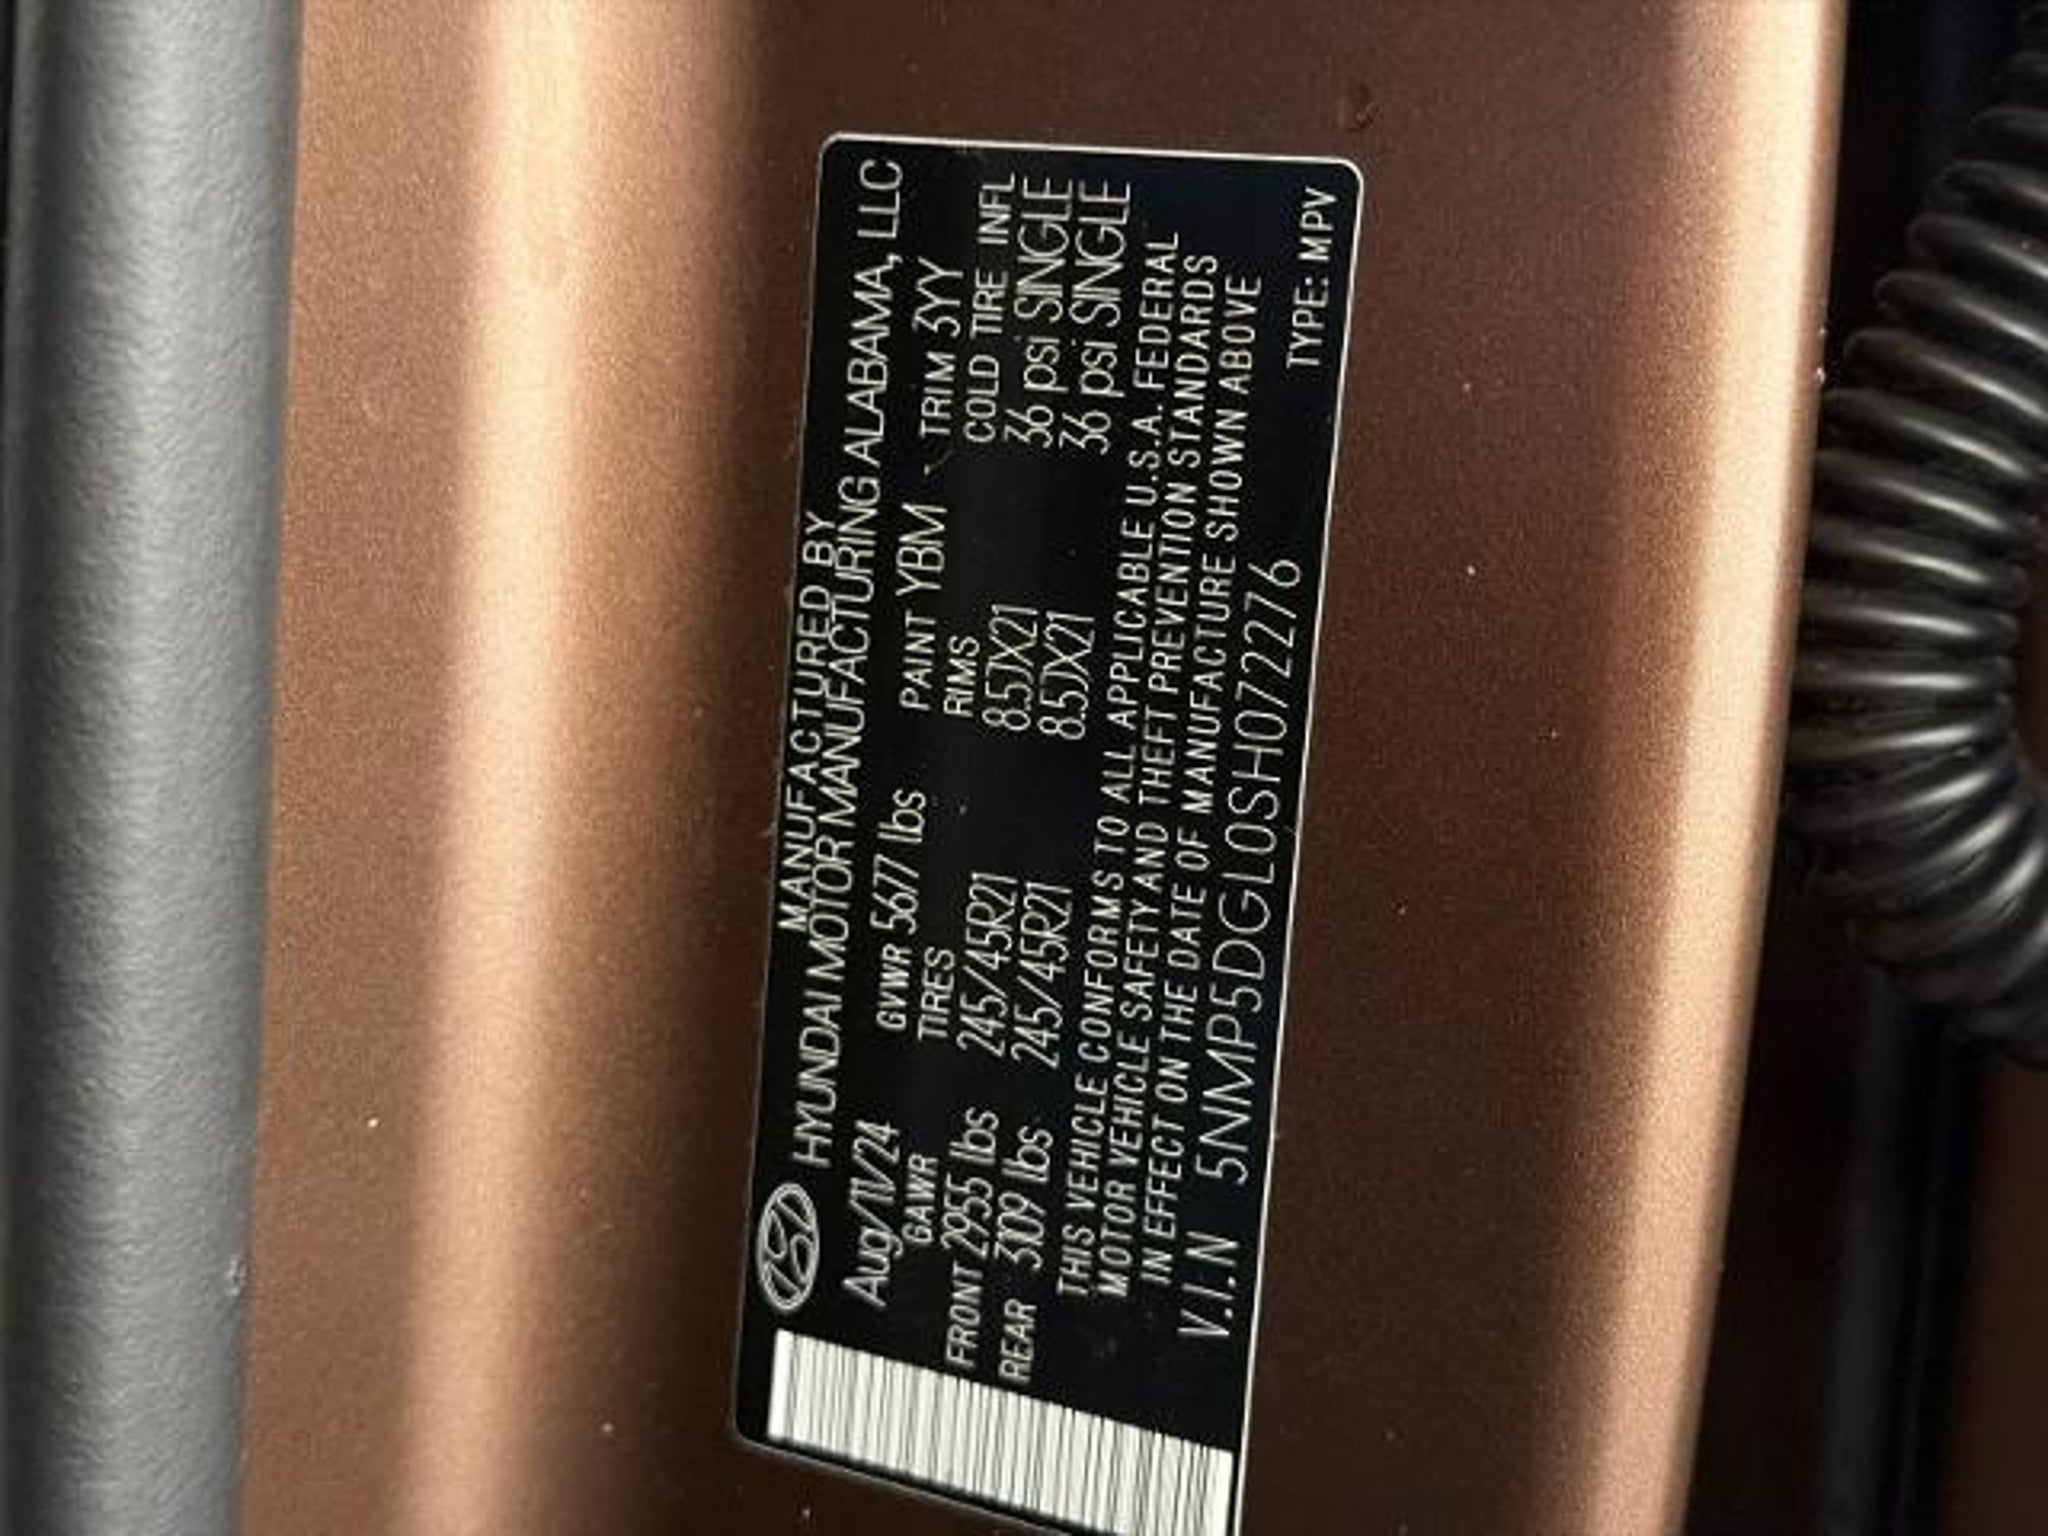 MANUFACTURED BY
HYUNDAI MOTOR MANUFACTURING ALABAMA, LLC
Aug/11/24 GVWR 5677 lbs PAINT YBM TRIM 3YY
GAWR TIRES RIMS COLD TIRE INFL
FRONT 2955 lbs 245/45R21 8.5JX21 36 psi SINGLE
REAR 3109 lbs 245/45R21 8.5JX21 36 psi SINGLE
THIS VEHICLE CONFORMS TO ALL APPLICABLE U.S.A. FEDERAL
MOTOR VEHICLE SAFETY AND THEFT PREVENTION STANDARDS
IN EFFECT ON THE DATE OF MANUFACTURE SHOWN ABOVE
V.I.N 5NMP5DGL0SH072276 TYPE: MPV